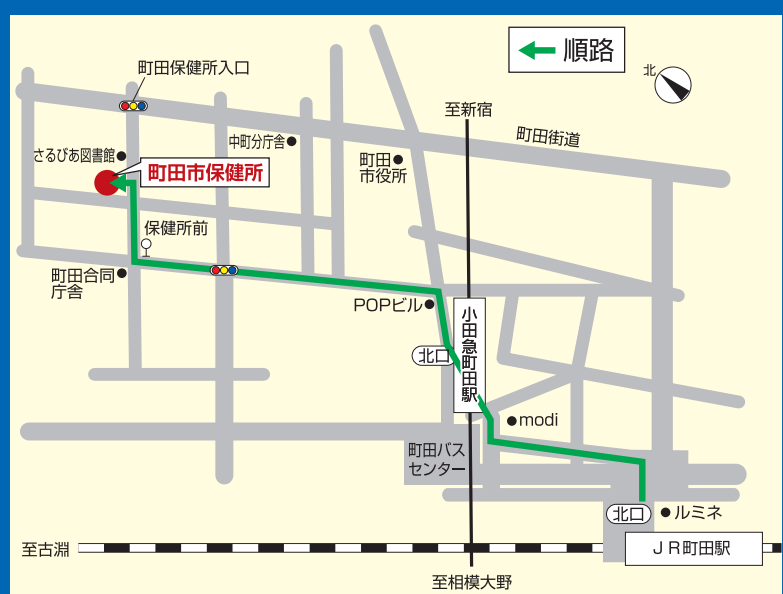 順路
北
町田保健所入口
至新宿
町田街道
中町分庁舎
さるびあ図書館
町田
市役所
町田市保健所
保健所前
町田合同
庁舎
POPビル
小田急町田駅
北口
modi
町田バス
センター
北口
ルミネ
至古淵
JR町田駅
至相模大野